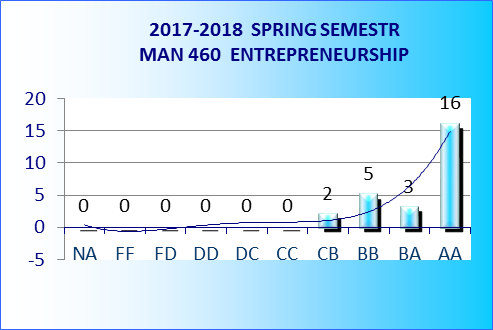 2017-2018 SPRING SEMESTR
MAN 460 ENTREPRENEURSHIP
20
15
10
5
0
-5
0 0 0 0 0 0 2 5 3 16
NA FF FD DD DC CC CB BB BA AA